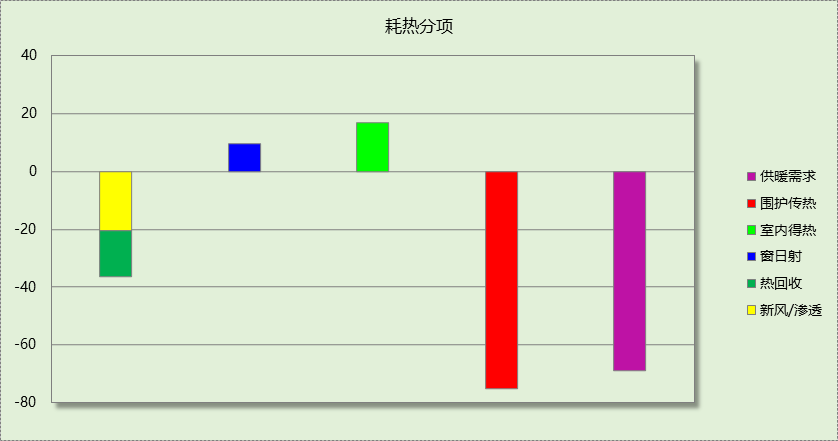 耗热分项
40
20
0
-20
-40
-60
-80
供暖需求
围护传热
室内得热
窗日射
热回收
新风/渗透